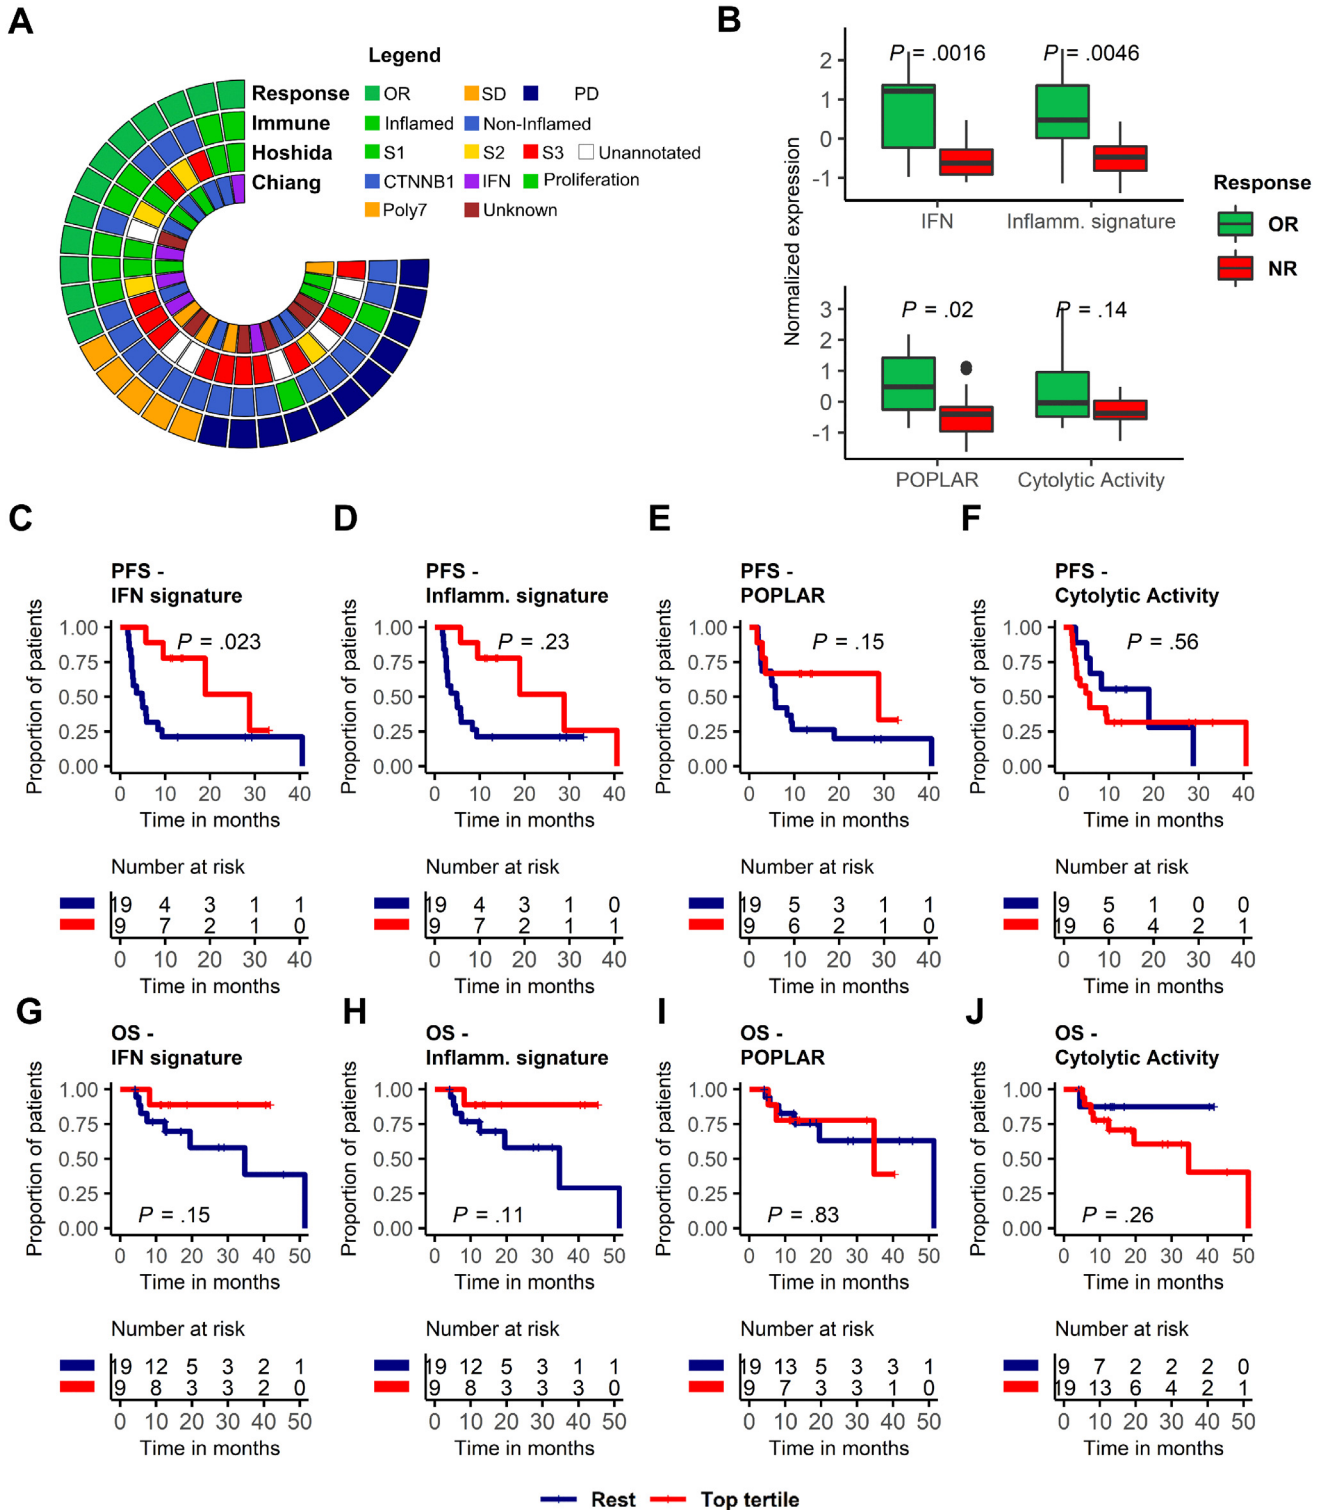 A
Legend
Response
OR
SD
PD
Immune
Inflamed
Non-Inflamed
Hoshida
S1
S2
S3
Unannotated
Chiang
CTNNB1
IFN
Proliferation
Poly7
Unknown
B
Normalized expression
2
1
0
-1
P = .0016
P = .0046
IFN
Inflamm. signature
3
2
1
0
-1
P = .02
P = .14
POPLAR
Cytolytic Activity
Response
OR
NR
C
PFS -
IFN signature
Proportion of patients
1.00
0.75
0.50
0.25
0.00
P = .023
0 10 20 30 40
Time in months
Number at risk
19 4 3 1 1
9 7 2 1 0
0 10 20 30 40
Time in months
D
PFS -
Inflamm. signature
Proportion of patients
1.00
0.75
0.50
0.25
0.00
P = .23
0 10 20 30 40
Time in months
Number at risk
19 4 3 1 0
9 7 2 1 1
0 10 20 30 40
Time in months
E
PFS -
POPLAR
Proportion of patients
1.00
0.75
0.50
0.25
0.00
P = .15
0 10 20 30 40
Time in months
Number at risk
19 5 3 1 1
9 6 2 1 0
0 10 20 30 40
Time in months
F
PFS -
Cytolytic Activity
Proportion of patients
1.00
0.75
0.50
0.25
0.00
P = .56
0 10 20 30 40
Time in months
Number at risk
9 5 1 0 0
19 6 4 2 1
0 10 20 30 40
Time in months
G
OS -
IFN signature
Proportion of patients
1.00
0.75
0.50
0.25
0.00
P = .15
0 10 20 30 40 50
Time in months
Number at risk
19 12 5 3 2 1
9 8 3 3 2 0
0 10 20 30 40 50
Time in months
H
OS -
Inflamm. signature
Proportion of patients
1.00
0.75
0.50
0.25
0.00
P = .11
0 10 20 30 40 50
Time in months
Number at risk
19 12 5 3 1 1
9 8 3 3 3 0
0 10 20 30 40 50
Time in months
I
OS -
POPLAR
Proportion of patients
1.00
0.75
0.50
0.25
0.00
P = .83
0 10 20 30 40 50
Time in months
Number at risk
19 13 5 3 3 1
9 7 3 3 1 0
0 10 20 30 40 50
Time in months
J
OS -
Cytolytic Activity
Proportion of patients
1.00
0.75
0.50
0.25
0.00
P = .26
0 10 20 30 40 50
Time in months
Number at risk
9 7 2 2 2 0
19 13 6 4 2 1
0 10 20 30 40 50
Time in months
Rest
Top tertile